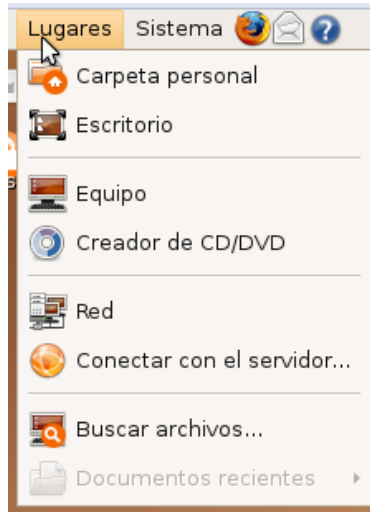 Lugares Sistema
Carpeta personal
Escritorio
Equipo
Creador de CD/DVD
Red
Conectar con el servidor...
Buscar archivos...
Documentos recientes